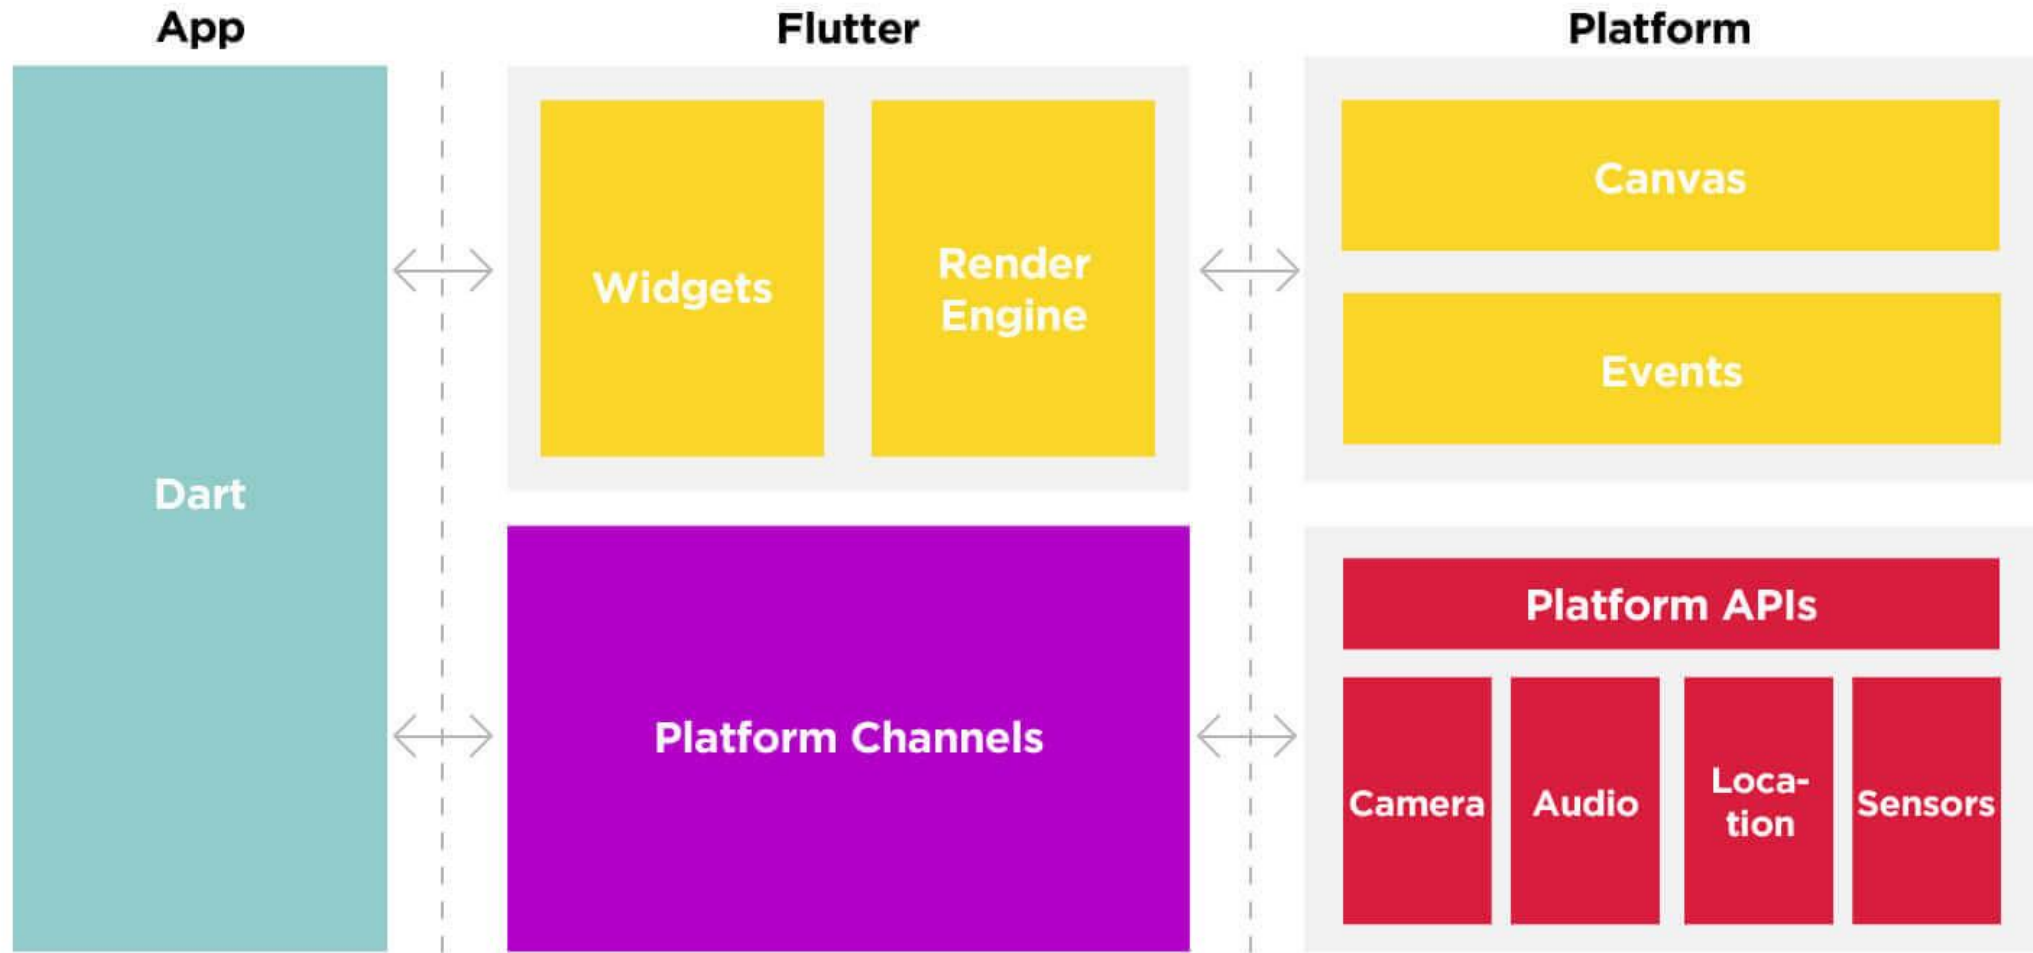 App
Flutter
Platform
Dart
Widgets
Render
Engine
Canvas
Events
Platform Channels
Platform APIs
Camera
Audio
Loca-
tion
Sensors